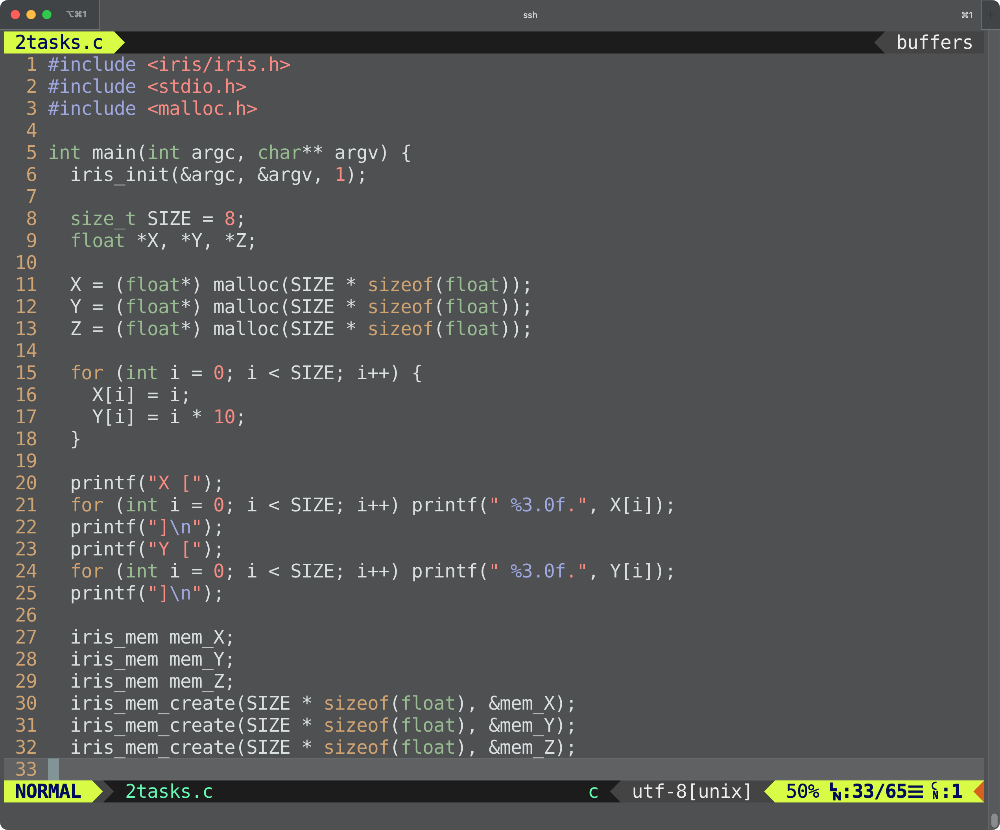 ⌥⌘1 ssh ⌘1 +
2tasks.c buffers
1 #include <iris/iris.h>
2 #include <stdio.h>
3 #include <malloc.h>
4
5 int main(int argc, char** argv) {
6   iris_init(&argc, &argv, 1);
7
8   size_t SIZE = 8;
9   float *X, *Y, *Z;
10
11   X = (float*) malloc(SIZE * sizeof(float));
12   Y = (float*) malloc(SIZE * sizeof(float));
13   Z = (float*) malloc(SIZE * sizeof(float));
14
15   for (int i = 0; i < SIZE; i++) {
16     X[i] = i;
17     Y[i] = i * 10;
18   }
19
20   printf("X [");
21   for (int i = 0; i < SIZE; i++) printf(" %3.0f.", X[i]);
22   printf("]\n");
23   printf("Y [");
24   for (int i = 0; i < SIZE; i++) printf(" %3.0f.", Y[i]);
25   printf("]\n");
26
27   iris_mem mem_X;
28   iris_mem mem_Y;
29   iris_mem mem_Z;
30   iris_mem_create(SIZE * sizeof(float), &mem_X);
31   iris_mem_create(SIZE * sizeof(float), &mem_Y);
32   iris_mem_create(SIZE * sizeof(float), &mem_Z);
33
NORMAL 2tasks.c c utf-8[unix] 50% ㏑:33/65☰ ℅:1